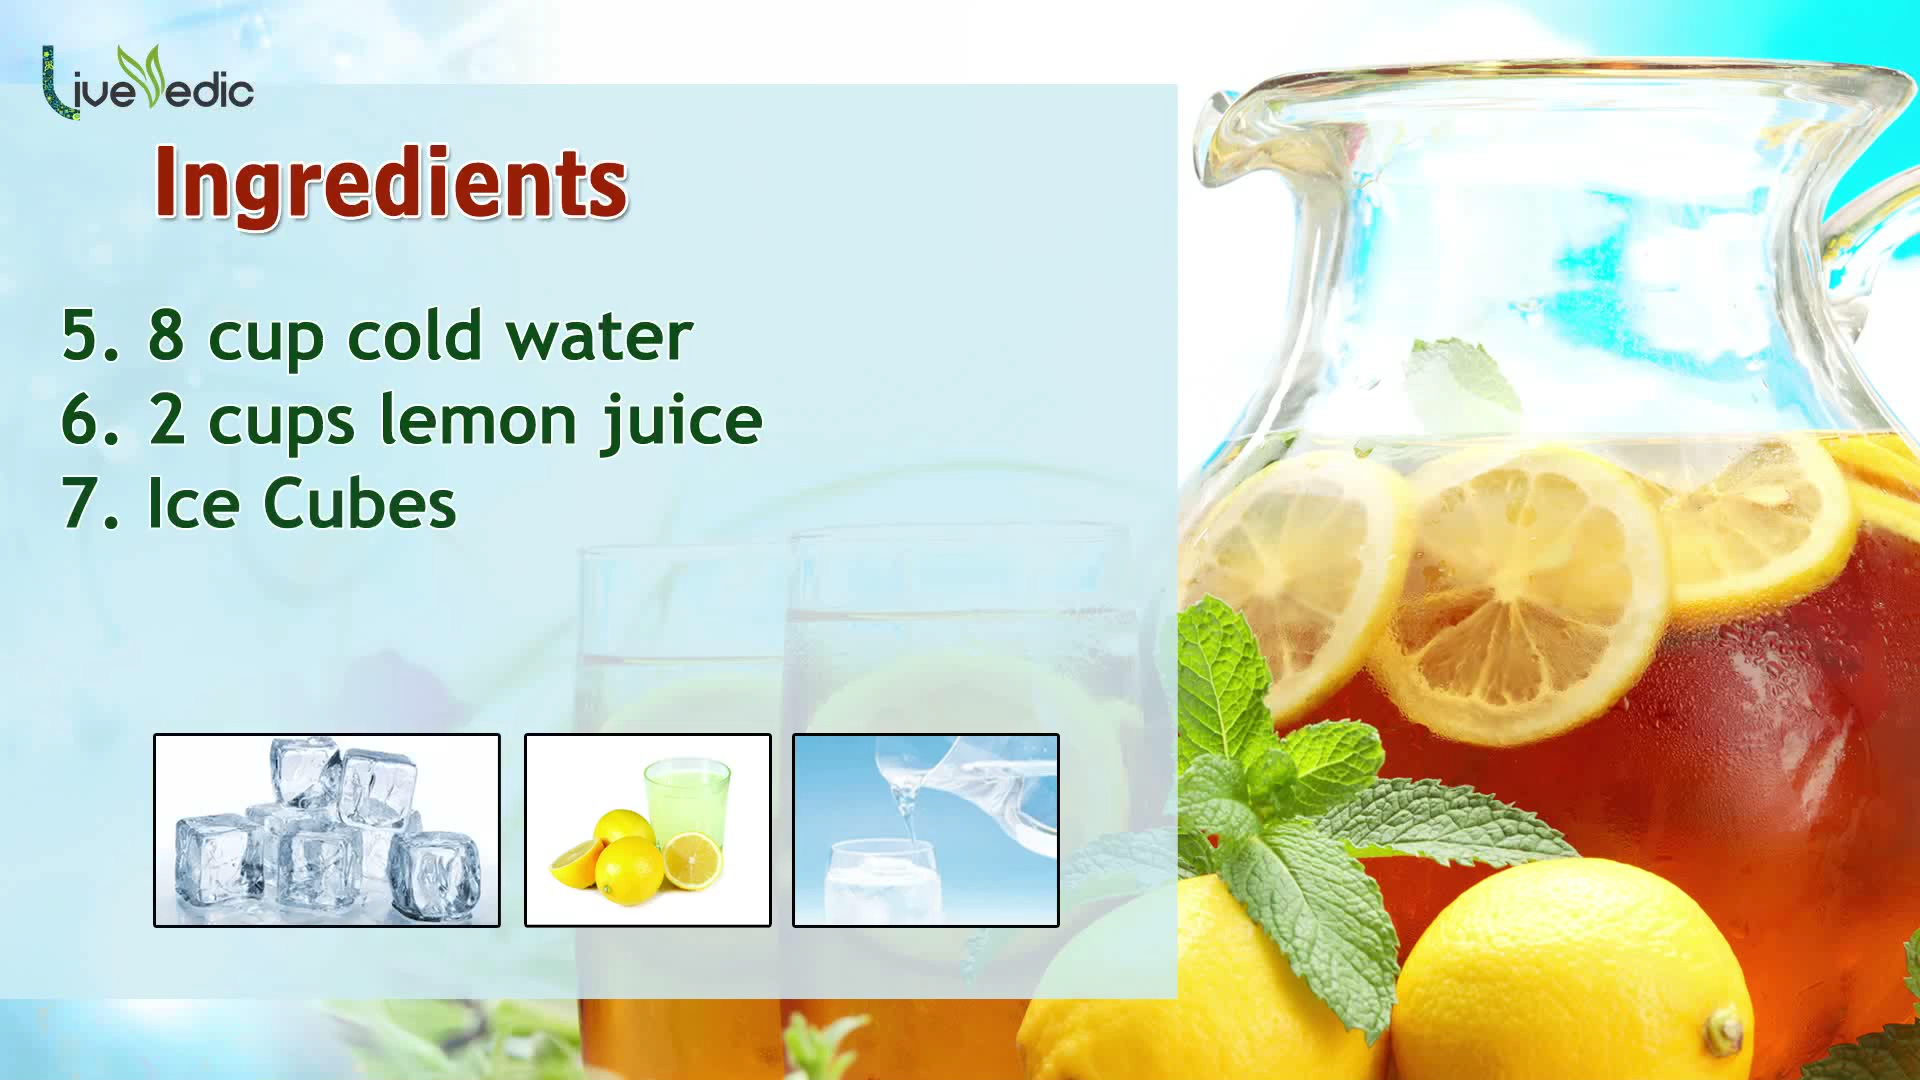 LiveVedic
Ingredients
5. 8 cup cold water
6. 2 cups lemon juice
7. Ice Cubes